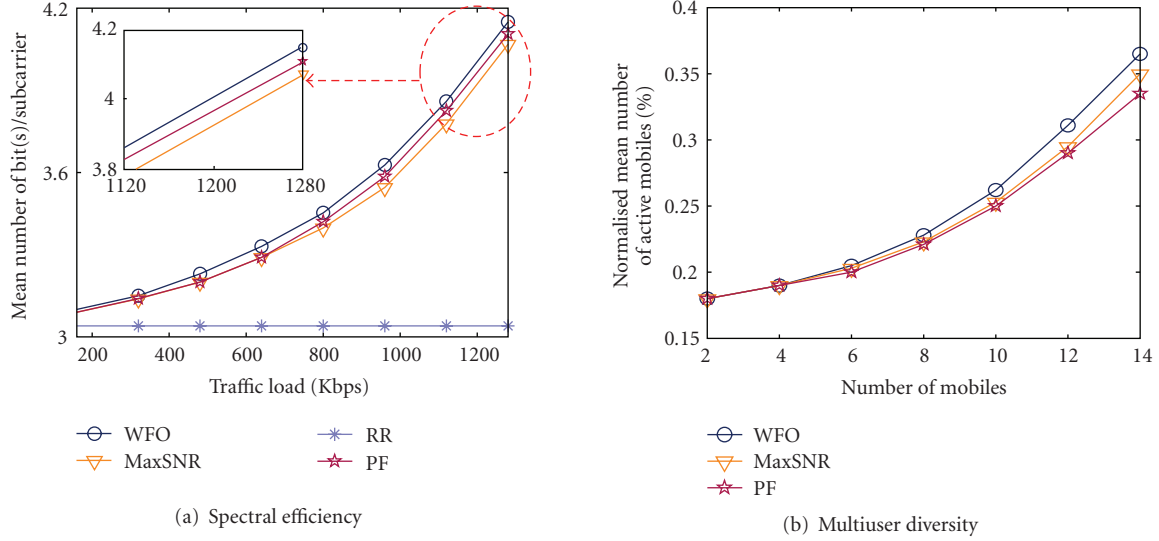 4.2
3.6
3
Mean number of bit(s)/subcarrier
4.2
4
3.8
1120
1200
1280
200
400
600
800
1000
1200
Traffic load (Kbps)
WFO
MaxSNR
RR
PF
(a) Spectral efficiency
0.4
0.35
0.3
0.25
0.2
0.15
Normalised mean number
of active mobiles (%)
2
4
6
8
10
12
14
Number of mobiles
WFO
MaxSNR
PF
(b) Multiuser diversity